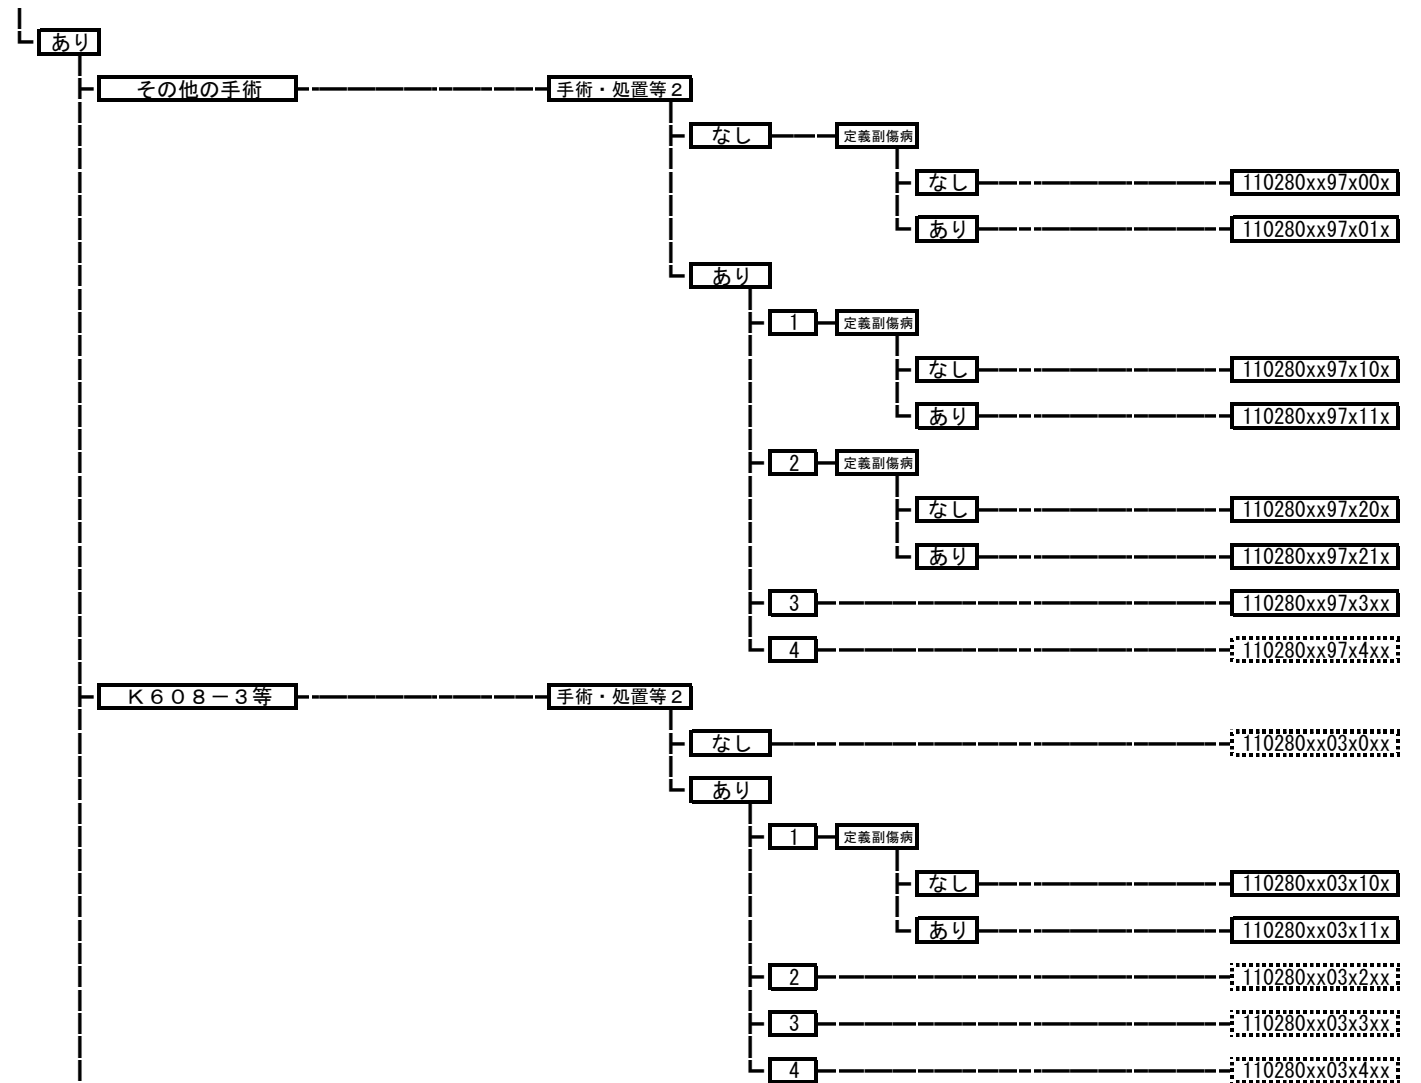 あり
その他の手術 手術・処置等2
なし 定義副傷病
なし 110280xx97x00x
あり 110280xx97x01x
あり
1 定義副傷病
なし 110280xx97x10x
あり 110280xx97x11x
2 定義副傷病
なし 110280xx97x20x
あり 110280xx97x21x
3 110280xx97x3xx
4 110280xx97x4xx
K608-3等 手術・処置等2
なし 110280xx03x0xx
あり
1 定義副傷病
なし 110280xx03x10x
あり 110280xx03x11x
2 110280xx03x2xx
3 110280xx03x3xx
4 110280xx03x4xx